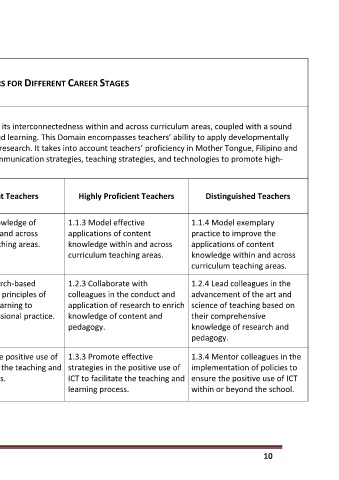 RS FOR DIFFERENT CAREER STAGES
its interconnectedness within and across curriculum areas, coupled with a sound
d learning. This Domain encompasses teachers' ability to apply developmentally
research. It takes into account teachers' proficiency in Mother Tongue, Filipino and
mmunication strategies, teaching strategies, and technologies to promote high-
t Teachers
Highly Proficient Teachers
Distinguished Teachers
wledge of
and across
hing areas.
1.1.3 Model effective
applications of content
knowledge within and across
curriculum teaching areas.
1.1.4 Model exemplary
practice to improve the
applications of content
knowledge within and across
curriculum teaching areas.
rch-based
principles of
arning to
sional practice.
1.2.3 Collaborate with
colleagues in the conduct and
application of research to enrich
knowledge of content and
pedagogy.
1.2.4 Lead colleagues in the
advancement of the art and
science of teaching based on
their comprehensive
knowledge of research and
pedagogy.
e positive use of
the teaching and
s.
1.3.3 Promote effective
strategies in the positive use of
ICT to facilitate the teaching and
learning process.
1.3.4 Mentor colleagues in the
implementation of policies to
ensure the positive use of ICT
within or beyond the school.
10